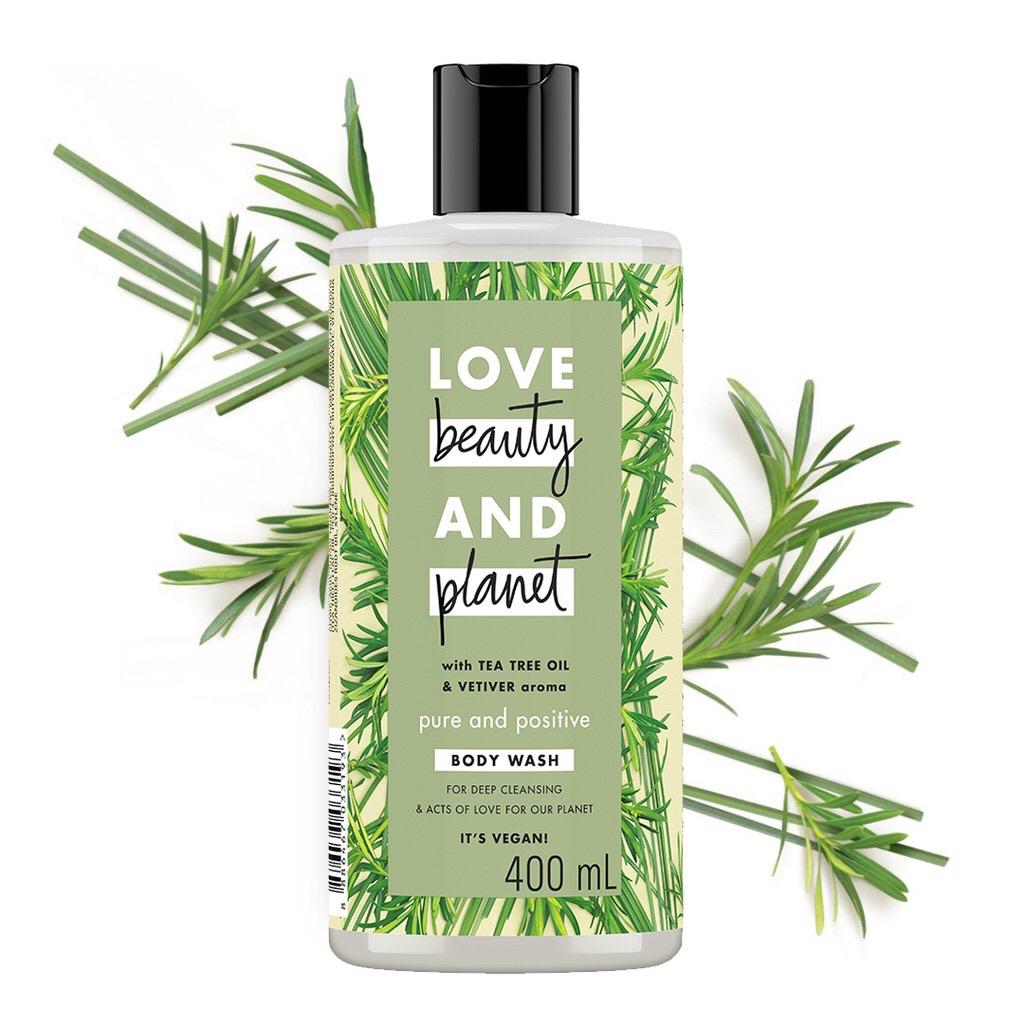 LOVE
beauty
AND
planet
with TEA TREE OIL
& VETIVER aroma
pure and positive
BODY WASH
FOR DEEP CLEANSING
& ACTS OF LOVE FOR OUR PLANET
IT'S VEGAN!
400 mL